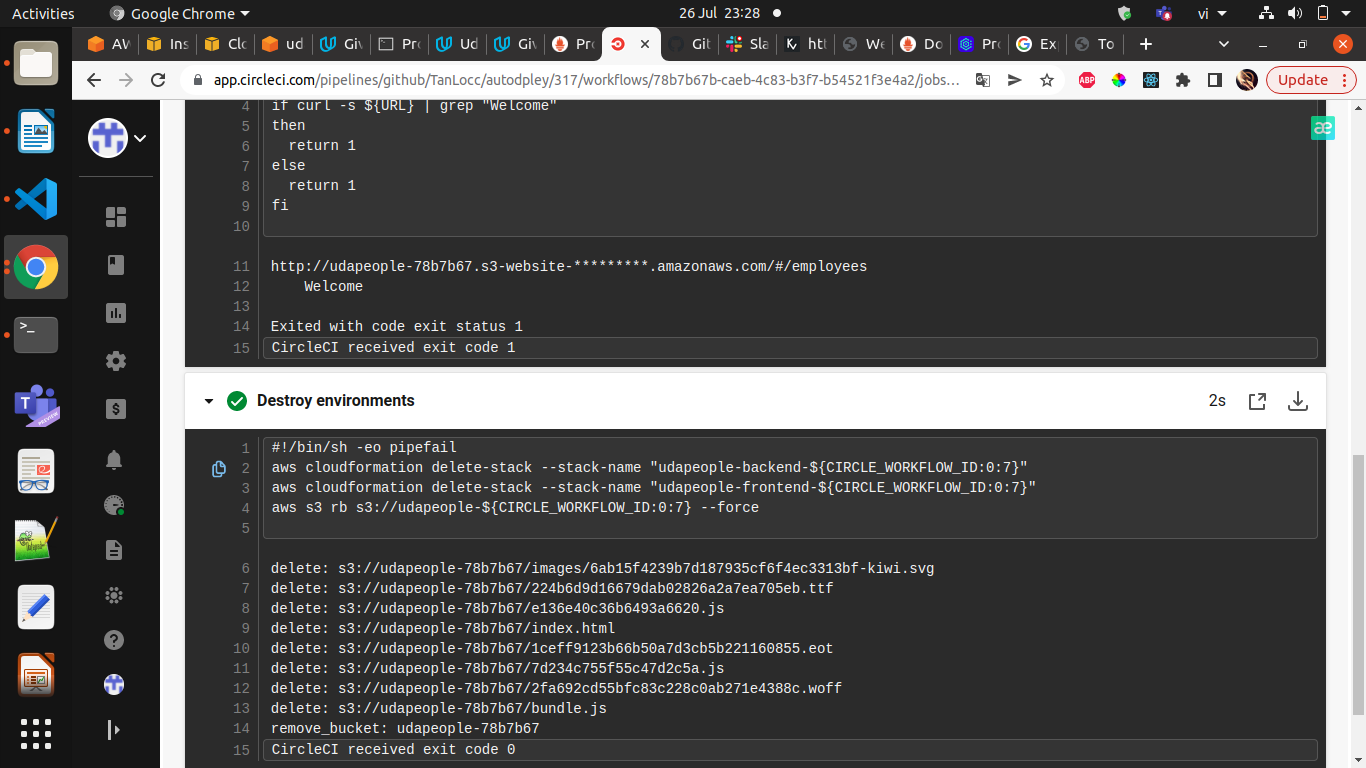 Activities
Google Chrome
26 Jul 23:28
vi
AW
Ins
Clo
ud
Giv
Pro
Ud
Giv
Pro
Git
Sla
htt
We
Do
Pro
Exp
To
app.circleci.com/pipelines/github/TanLocc/autodpley/317/workflows/78b7b67b-caeb-4c83-b3f7-b54521f3e4a2/jobs...
ABP
Update
4 if curl -s ${URL} | grep "Welcome"
5 then
6 return 1
7 else
8 return 1
9 fi
10
11 http://udapeople-78b7b67.s3-website-*********.amazonaws.com/#/employees
12 Welcome
13
14 Exited with code exit status 1
15 CircleCI received exit code 1
æ
Destroy environments
2s
1 #!/bin/sh -eo pipefail
2 aws cloudformation delete-stack --stack-name "udapeople-backend-${CIRCLE_WORKFLOW_ID:0:7}"
3 aws cloudformation delete-stack --stack-name "udapeople-frontend-${CIRCLE_WORKFLOW_ID:0:7}"
4 aws s3 rb s3://udapeople-${CIRCLE_WORKFLOW_ID:0:7} --force
5
6 delete: s3://udapeople-78b7b67/images/6ab15f4239b7d187935cf6f4ec3313bf-kiwi.svg
7 delete: s3://udapeople-78b7b67/224b6d9d16679dab02826a2a7ea705eb.ttf
8 delete: s3://udapeople-78b7b67/e136e40c36b6493a6620.js
9 delete: s3://udapeople-78b7b67/index.html
10 delete: s3://udapeople-78b7b67/1ceff9123b66b50a7d3cb5b221160855.eot
11 delete: s3://udapeople-78b7b67/7d234c755f55c47d2c5a.js
12 delete: s3://udapeople-78b7b67/2fa692cd55bfc83c228c0ab271e4388c.woff
13 delete: s3://udapeople-78b7b67/bundle.js
14 remove_bucket: udapeople-78b7b67
15 CircleCI received exit code 0